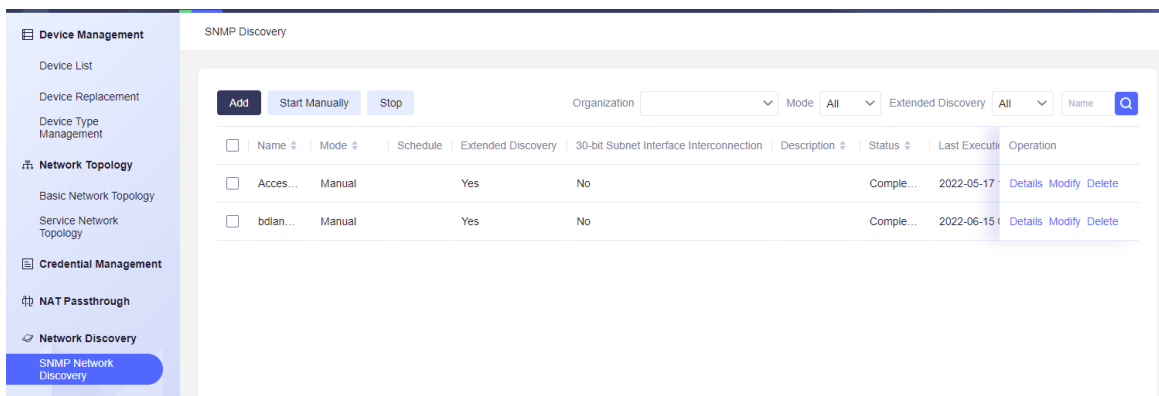 Device Management
Device List
Device Replacement
Device Type
Management
Network Topology
Basic Network Topology
Service Network
Topology
Credential Management
NAT Passthrough
Network Discovery
SNMP Network
Discovery
SNMP Discovery
Add Start Manually Stop Organization Mode All Extended Discovery All Name
Name Mode Schedule Extended Discovery 30-bit Subnet Interface Interconnection Description Status Last Executi Operation
Acces... Manual Yes No Comple... 2022-05-17 Details Modify Delete
bdlan... Manual Yes No Comple... 2022-06-15 Details Modify Delete